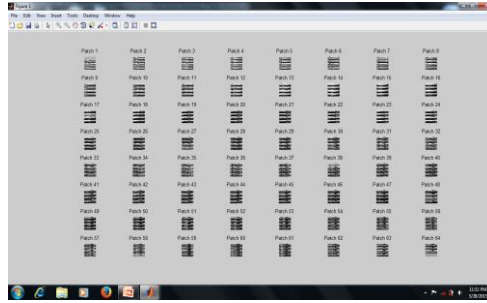 Figure 1
File Edit View Insert Tools Desktop Window Help
Patch 1 Patch 2 Patch 3 Patch 4 Patch 5 Patch 6 Patch 7 Patch 8
Patch 9 Patch 10 Patch 11 Patch 12 Patch 13 Patch 14 Patch 15 Patch 16
Patch 17 Patch 18 Patch 19 Patch 20 Patch 21 Patch 22 Patch 23 Patch 24
Patch 25 Patch 26 Patch 27 Patch 28 Patch 29 Patch 30 Patch 31 Patch 32
Patch 33 Patch 34 Patch 35 Patch 36 Patch 37 Patch 38 Patch 39 Patch 40
Patch 41 Patch 42 Patch 43 Patch 44 Patch 45 Patch 46 Patch 47 Patch 48
Patch 49 Patch 50 Patch 51 Patch 52 Patch 53 Patch 54 Patch 55 Patch 56
Patch 57 Patch 58 Patch 59 Patch 60 Patch 61 Patch 62 Patch 63 Patch 64